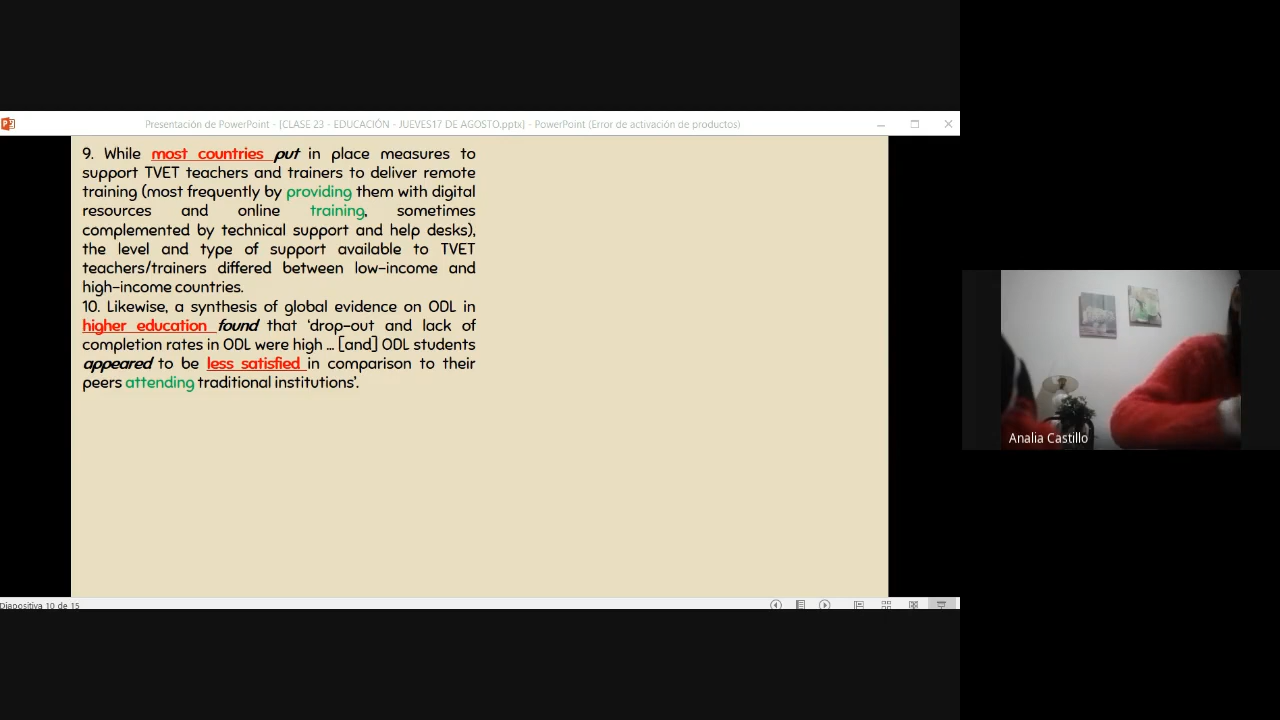 Presentación de PowerPoint - [CLASE 23 - EDUCACIÓN - JUEVES17 DE AGOSTO.pptx] - PowerPoint (Error de activación de productos)
9. While most countries put in place measures to
support TVET teachers and trainers to deliver remote
training (most frequently by providing them with digital
resources and online training, sometimes
complemented by technical support and help desks),
the level and type of support available to TVET
teachers/trainers differed between low-income and
high-income countries.
10. Likewise, a synthesis of global evidence on ODL in
higher education found that ‘drop-out and lack of
completion rates in ODL were high ... [and] ODL students
appeared to be less satisfied in comparison to their
peers attending traditional institutions’.
Analia Castillo
Diapositiva 10 de 15